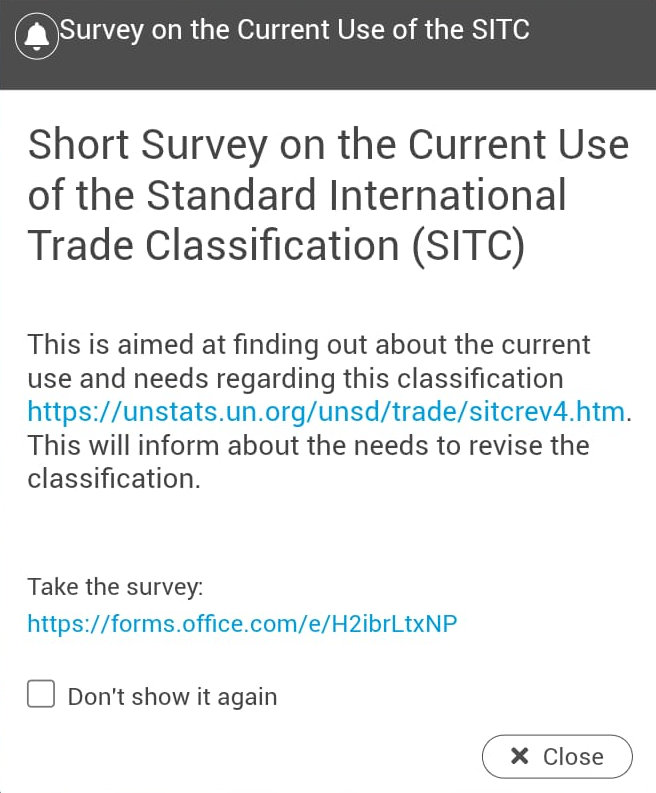 Survey on the Current Use of the SITC
Short Survey on the Current Use
of the Standard International
Trade Classification (SITC)
This is aimed at finding out about the current
use and needs regarding this classification
https://unstats.un.org/unsd/trade/sitcrev4.htm.
This will inform about the needs to revise the
classification.
Take the survey:
https://forms.office.com/e/H2ibrLtxNP
Don't show it again
Close